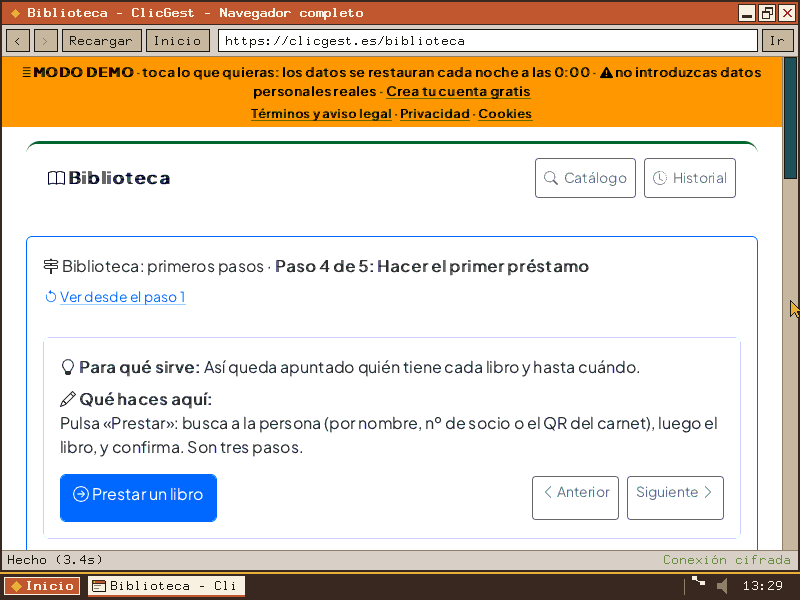 Biblioteca - ClicGest - Navegador completo
< > Recargar Inicio https://clicgest.es/biblioteca Ir
MODO DEMO · toca lo que quieras: los datos se restauran cada noche a las 0:00 · no introduzcas datos
personales reales · Crea tu cuenta gratis
Términos y aviso legal · Privacidad · Cookies
Biblioteca
Catálogo Historial
Biblioteca: primeros pasos · Paso 4 de 5: Hacer el primer préstamo
Ver desde el paso 1
Para qué sirve: Así queda apuntado quién tiene cada libro y hasta cuándo.
Qué haces aquí:
Pulsa «Prestar»: busca a la persona (por nombre, nº de socio o el QR del carnet), luego el
libro, y confirma. Son tres pasos.
Prestar un libro
Anterior Siguiente
Hecho (3.4s) Conexión cifrada
Inicio Biblioteca - Cli 13:29